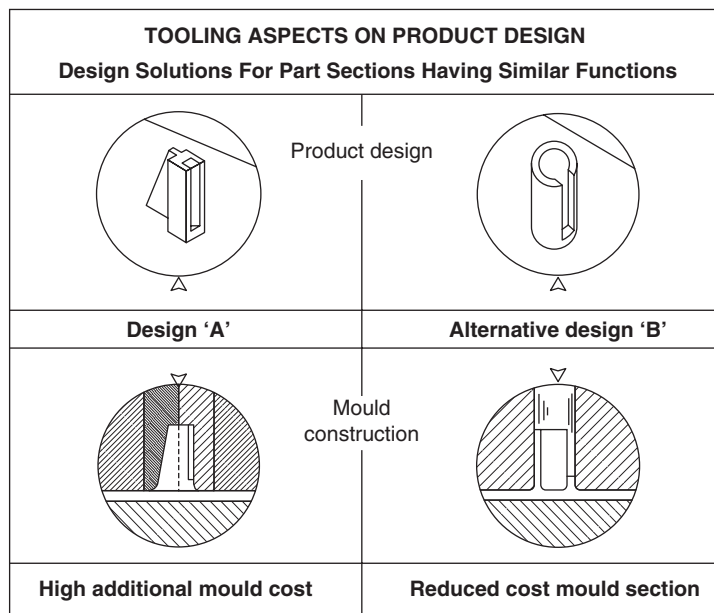 TOOLING ASPECTS ON PRODUCT DESIGN
Design Solutions For Part Sections Having Similar Functions
Product design
Design ‘A’
Alternative design ‘B’
Mould
construction
High additional mould cost
Reduced cost mould section